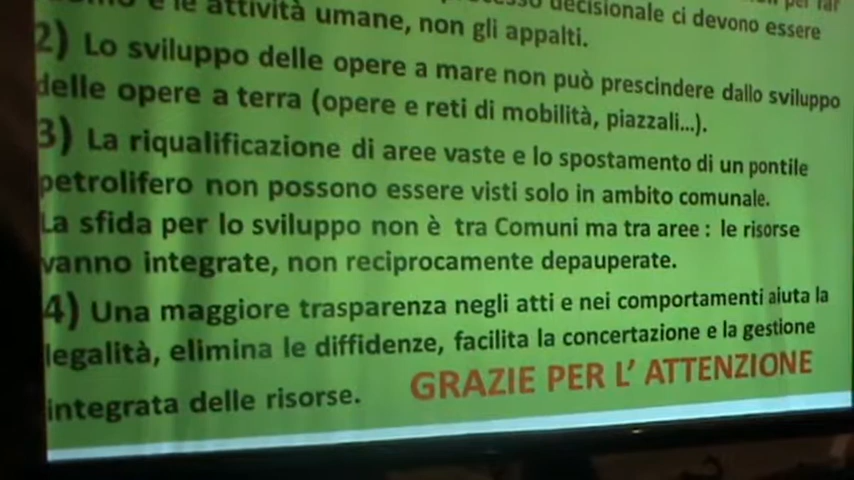 e le attività umane, non gli appalti.
decisionale ci devono essere
2) Lo sviluppo delle opere a mare non può prescindere dallo sviluppo
delle opere a terra (opere e reti di mobilità, piazzali...).
3) La riqualificazione di aree vaste e lo spostamento di un pontile
petrolifero non possono essere visti solo in ambito comunale.
La sfida per lo sviluppo non è tra Comuni ma tra aree : le risorse
vanno integrate, non reciprocamente depauperate.
4) Una maggiore trasparenza negli atti e nei comportamenti aiuta la
legalità, elimina le diffidenze, facilita la concertazione e la gestione
integrata delle risorse. GRAZIE PER L' ATTENZIONE